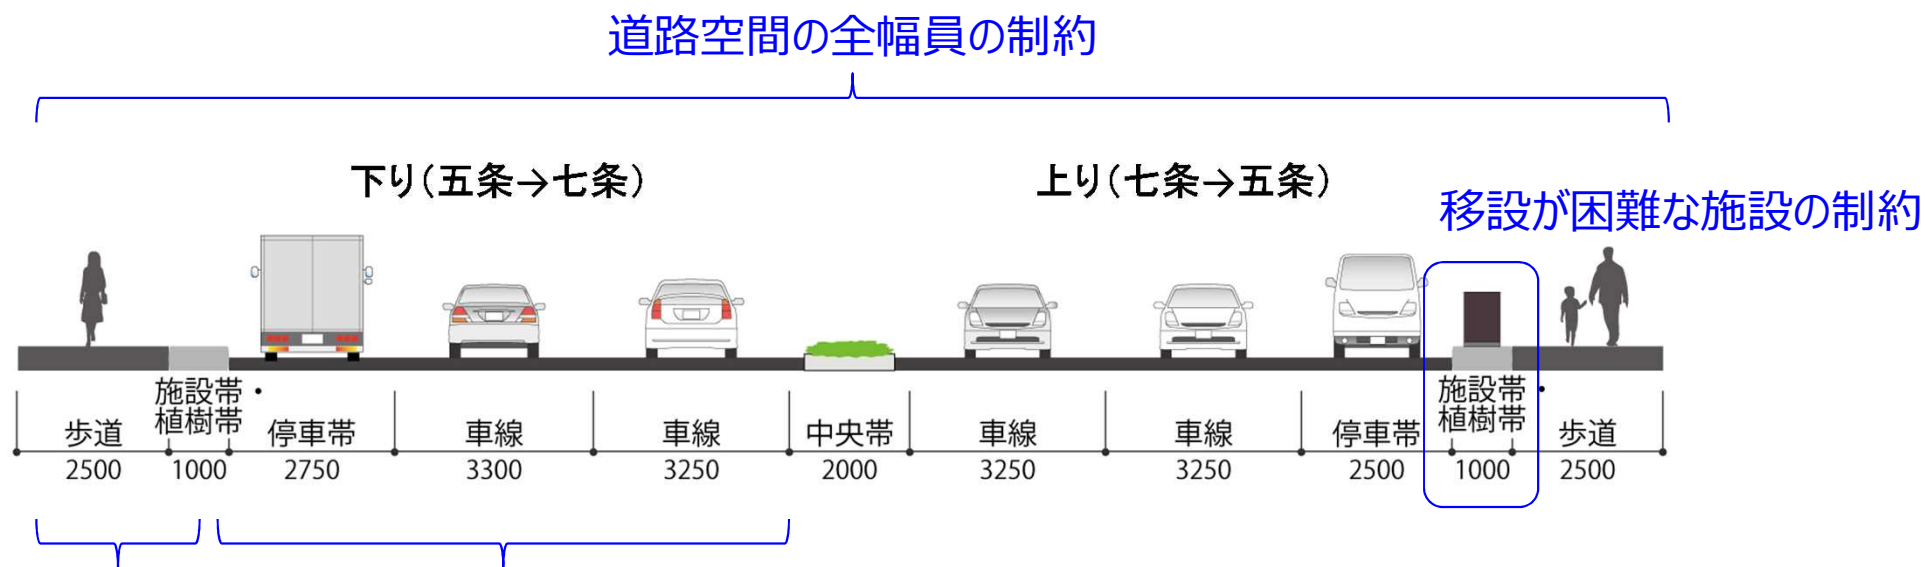 道路空間の全幅員の制約
下り（五条→七条）
上り（七条→五条）
移設が困難な施設の制約
歩道
施設帯・
植樹帯
停車帯
車線
車線
中央帯
車線
車線
停車帯
施設帯・
植樹帯
歩道
2500 1000 2750 3300 3250 2000 3250 3250 2500 1000 2500